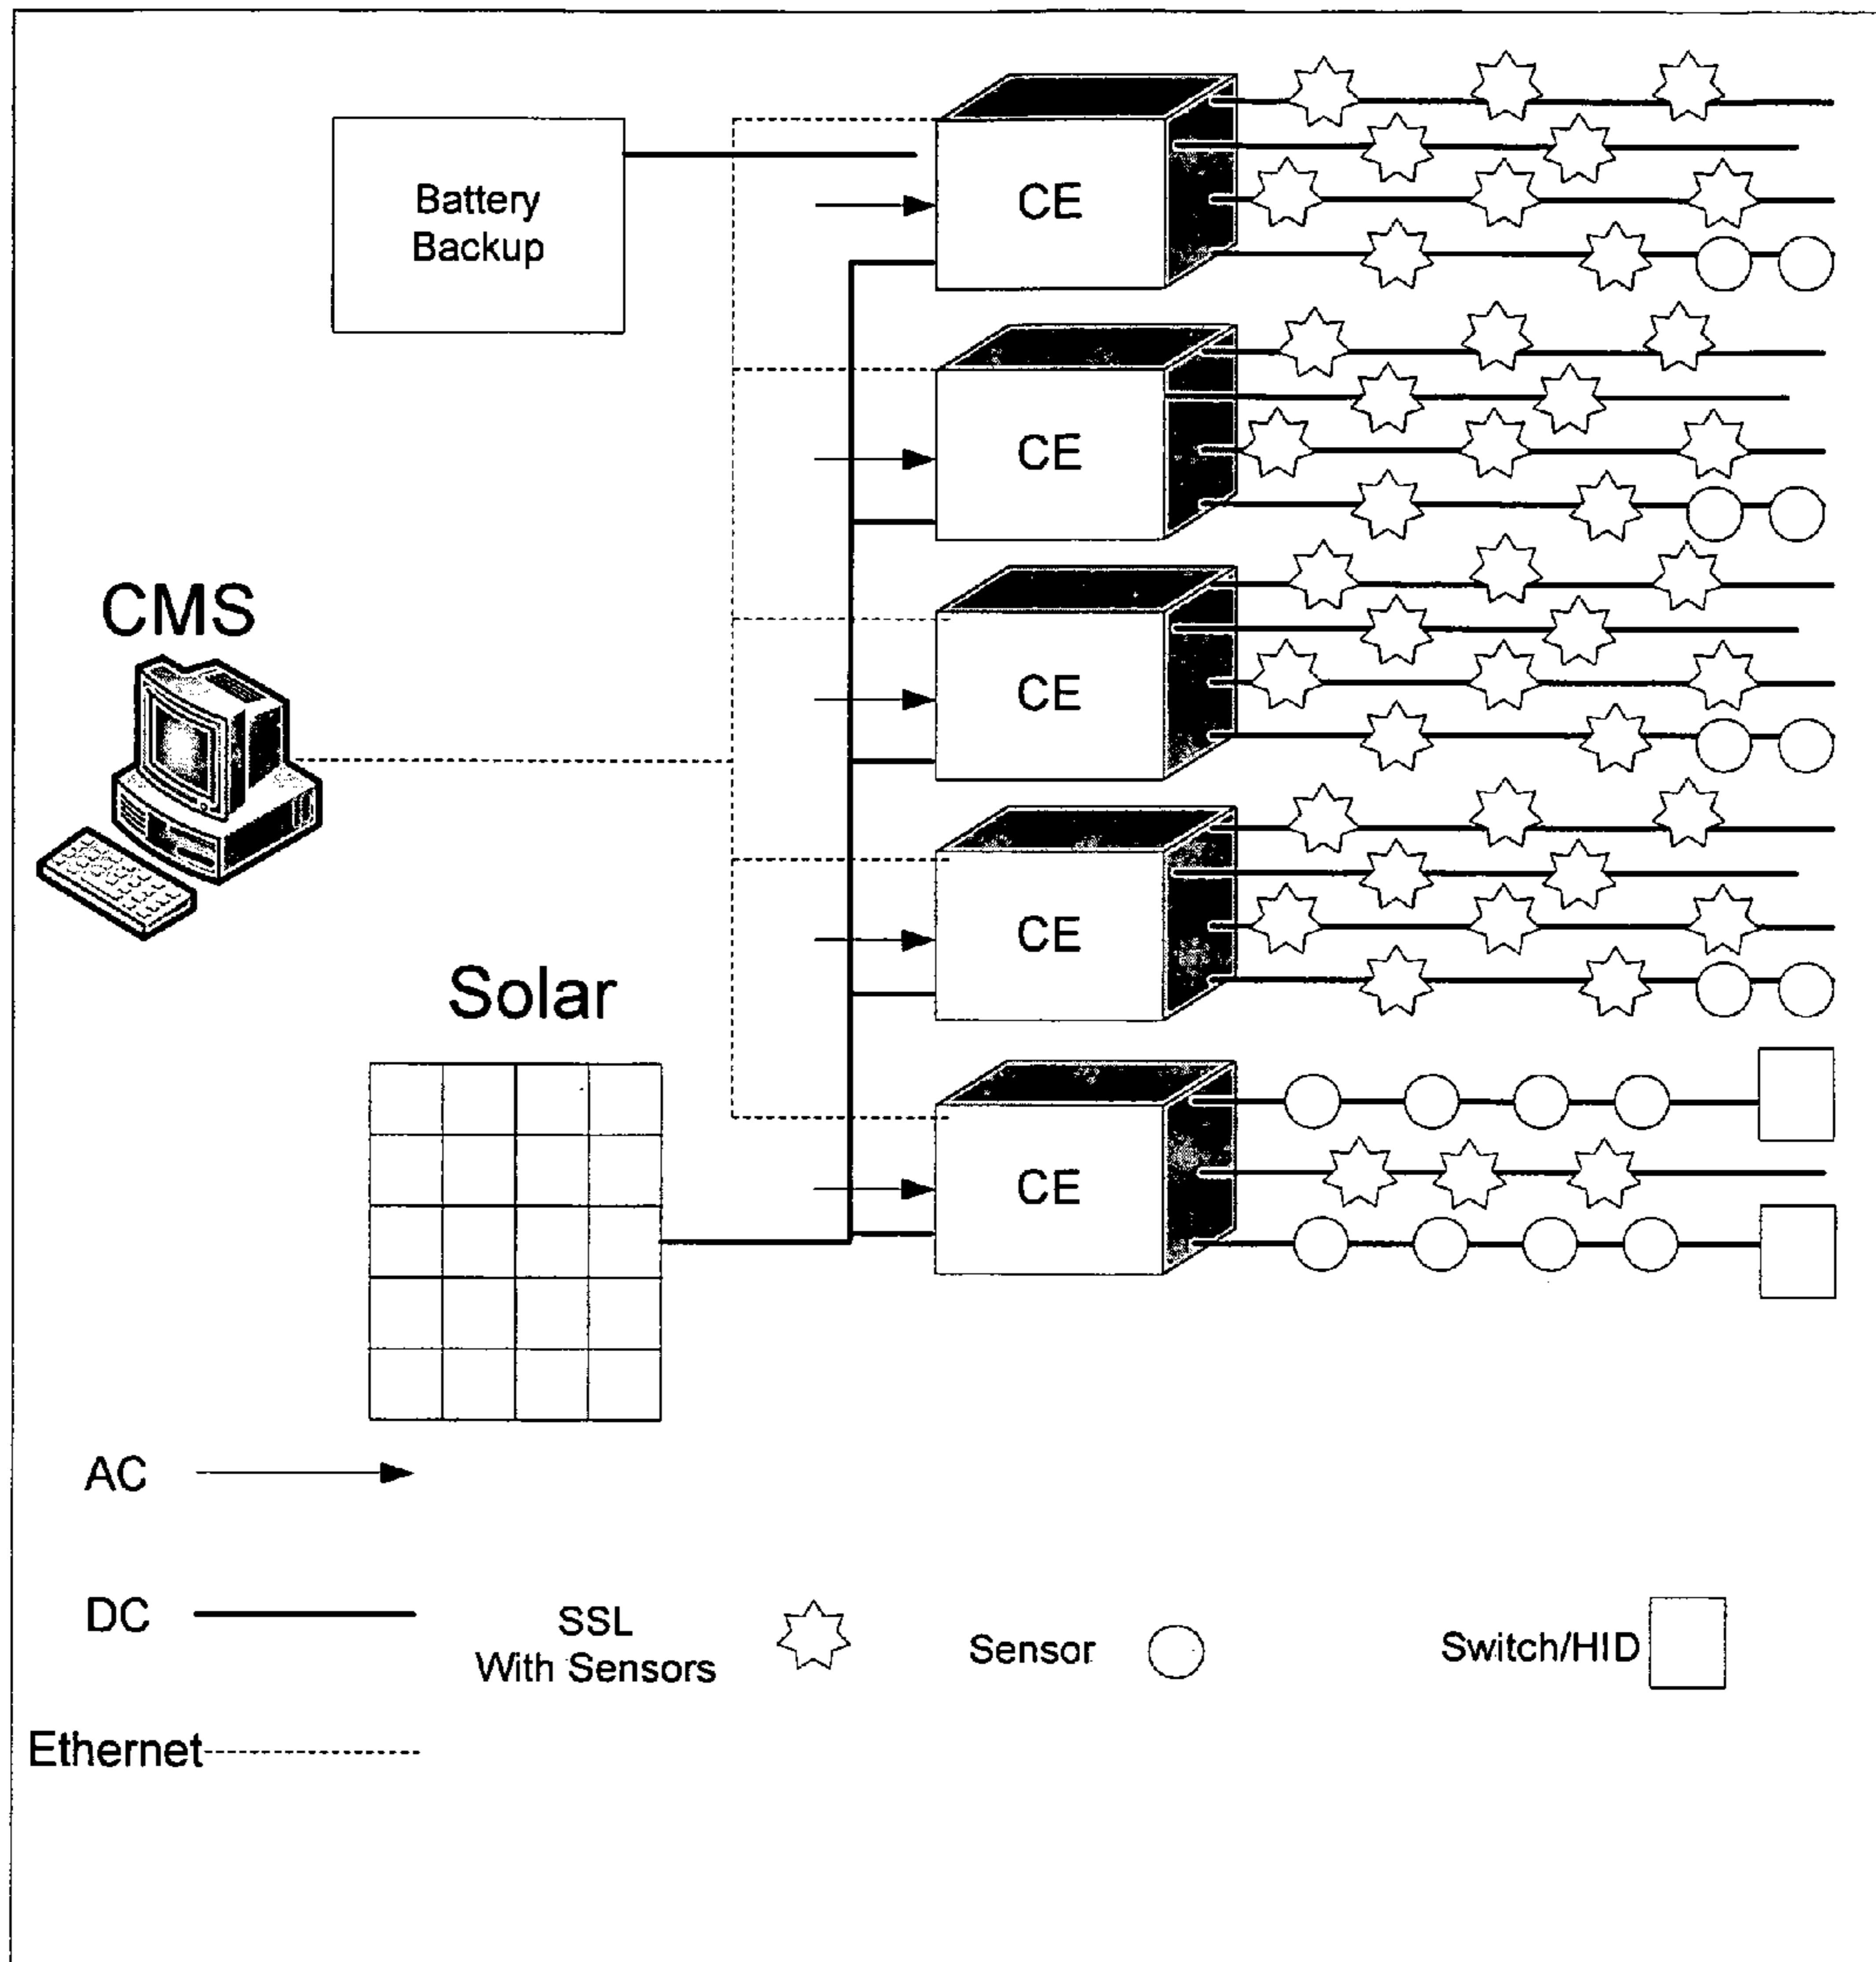 Battery
Backup
CE
CE
CMS
CE
CE
Solar
CE
AC
DC
SSL
With Sensors
Sensor
Switch/HID
Ethernet